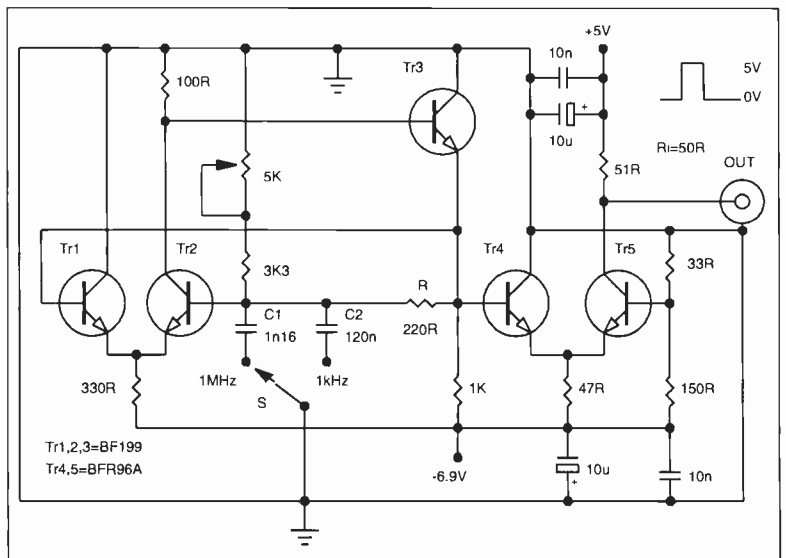 +5V
10n
Tr3
5V
0V
100R
10u
+
RI=50R
OUT
5K
51R
Tr1
Tr2
Tr4
Tr5
33R
3K3
R
C1
1n16
C2
120n
220R
1MHz
1kHz
330R
S
1K
47R
150R
Tr1,2,3=BF199
Tr4,5=BFR96A
-6.9V
10u
+
10n